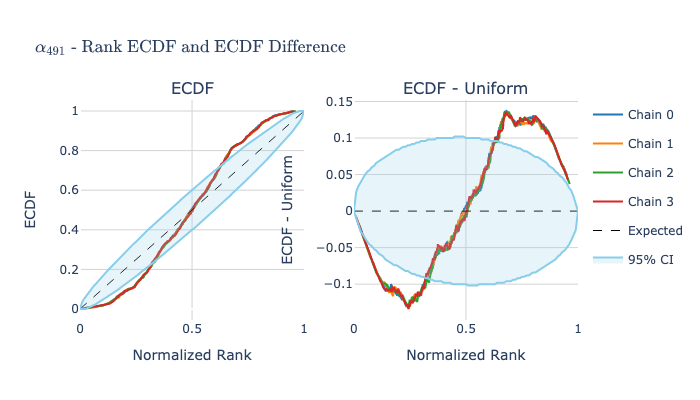 α₄₉₁ - Rank ECDF and ECDF Difference
ECDF
ECDF
1
0.8
0.6
0.4
0.2
0
0
0.5
1
Normalized Rank
ECDF - Uniform
ECDF - Uniform
0.15
0.1
0.05
0
−0.05
−0.1
0
0.5
1
Normalized Rank
Chain 0
Chain 1
Chain 2
Chain 3
Expected
95% CI